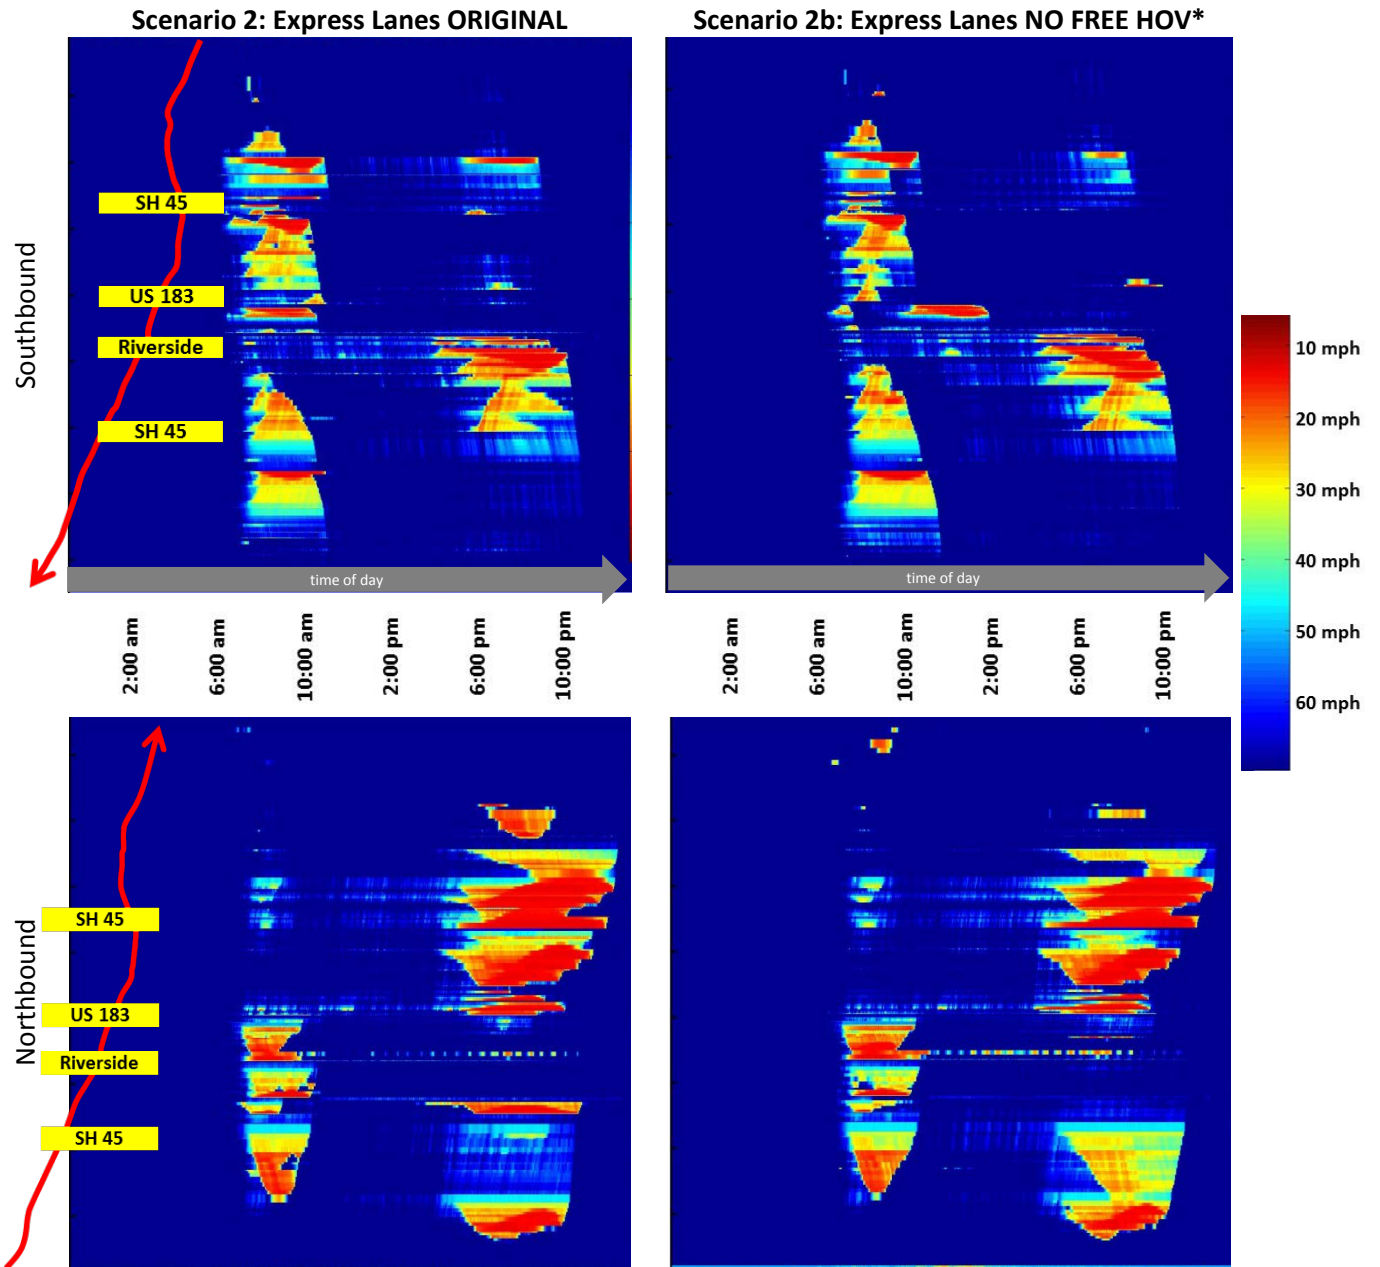 Scenario 2: Express Lanes ORIGINAL
Scenario 2b: Express Lanes NO FREE HOV*
Southbound
SH 45
US 183
Riverside
SH 45
time of day
time of day
2:00 am
6:00 am
10:00 am
2:00 pm
6:00 pm
10:00 pm
2:00 am
6:00 am
10:00 am
2:00 pm
6:00 pm
10:00 pm
10 mph
20 mph
30 mph
40 mph
50 mph
60 mph
Northbound
SH 45
US 183
Riverside
SH 45